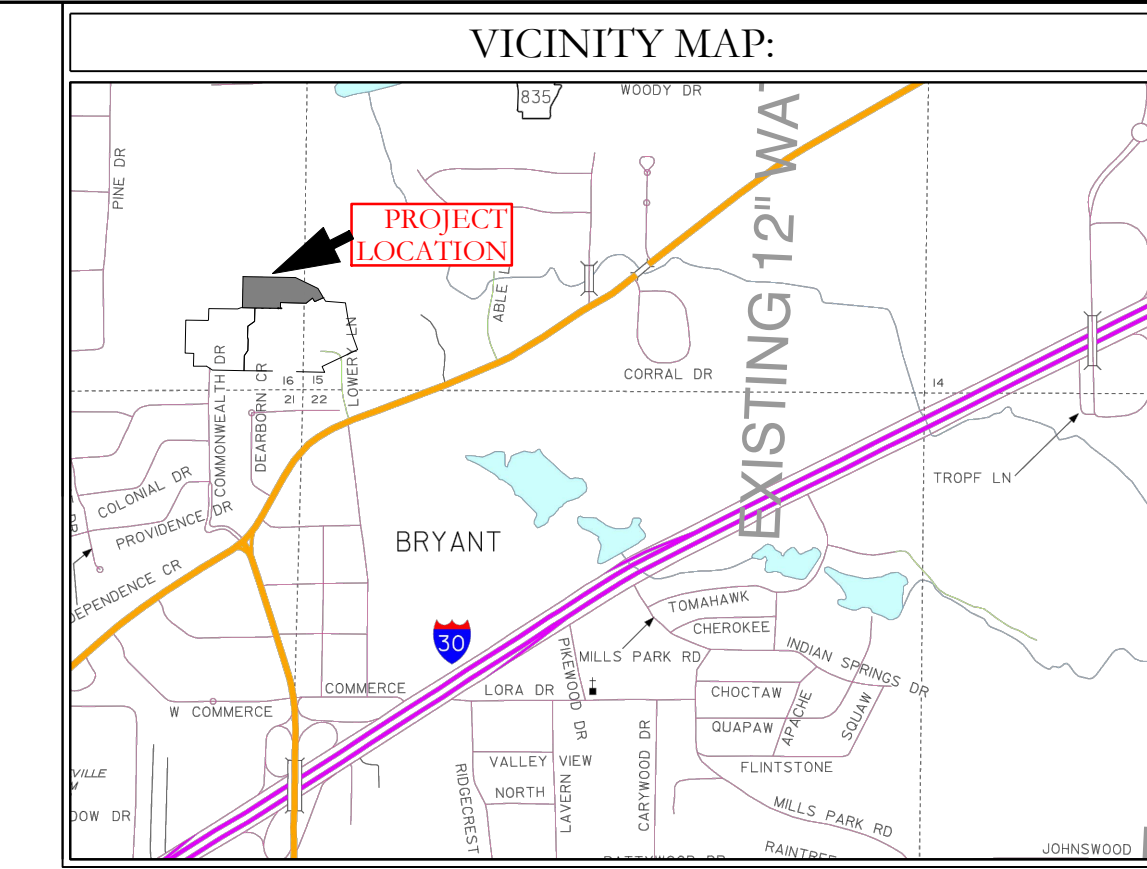 VICINITY MAP:
835
WOODY DR
PINE DR
PROJECT
LOCATION
ABLE L
EXISTING 12" WAT
LOWERY LN
COMMONWEALTH DR
DEARBORN CR
16 15
21 22
CORRAL DR
14
TROPF LN
COLONIAL DR
PROVIDENCE DR
DEPENDENCE CR
BRYANT
30
TOMAHAWK
CHEROKEE
MILLS PARK RD
INDIAN SPRINGS DR
PIKEWOOD DR
COMMERCE
LORA DR
W COMMERCE
CHOCTAW
APACHE
SQUAW
QUAPAW
FLINTSTONE
VALLEY VIEW
NORTH
RIDGECREST
LAVERN
CARYWOOD DR
VILLE
M
DOW DR
MILLS PARK RD
RAINTREE
JOHNSWOOD